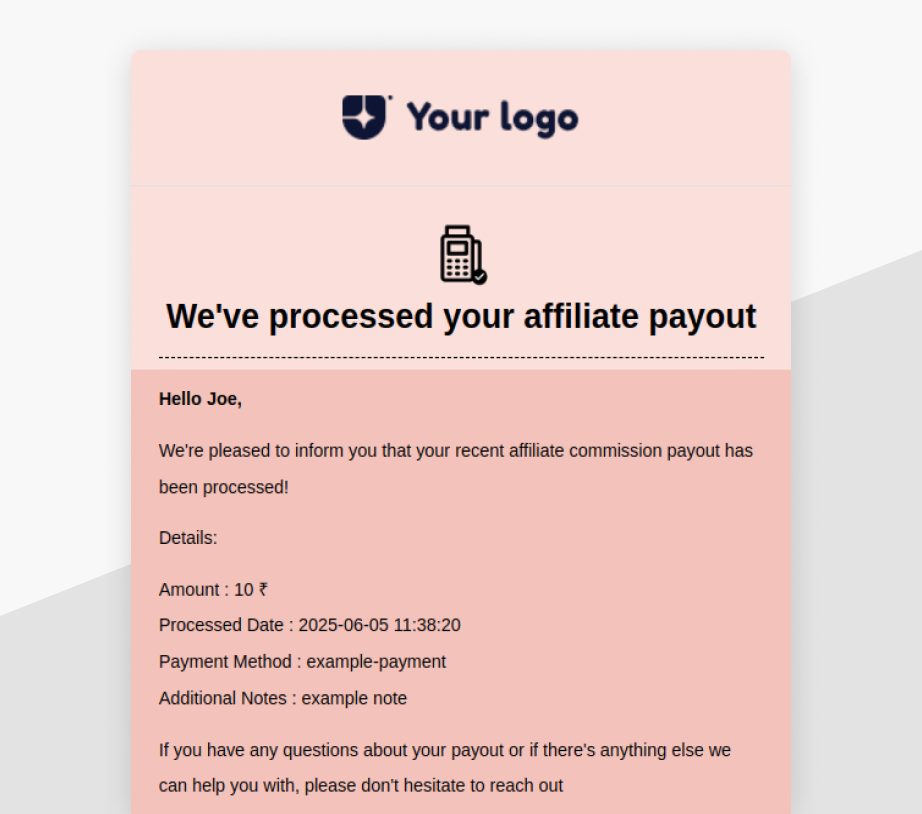 Your logo
We've processed your affiliate payout
Hello Joe,
We're pleased to inform you that your recent affiliate commission payout has
been processed!
Details:
Amount : 10 ₹
Processed Date : 2025-06-05 11:38:20
Payment Method : example-payment
Additional Notes : example note
If you have any questions about your payout or if there's anything else we
can help you with, please don't hesitate to reach out